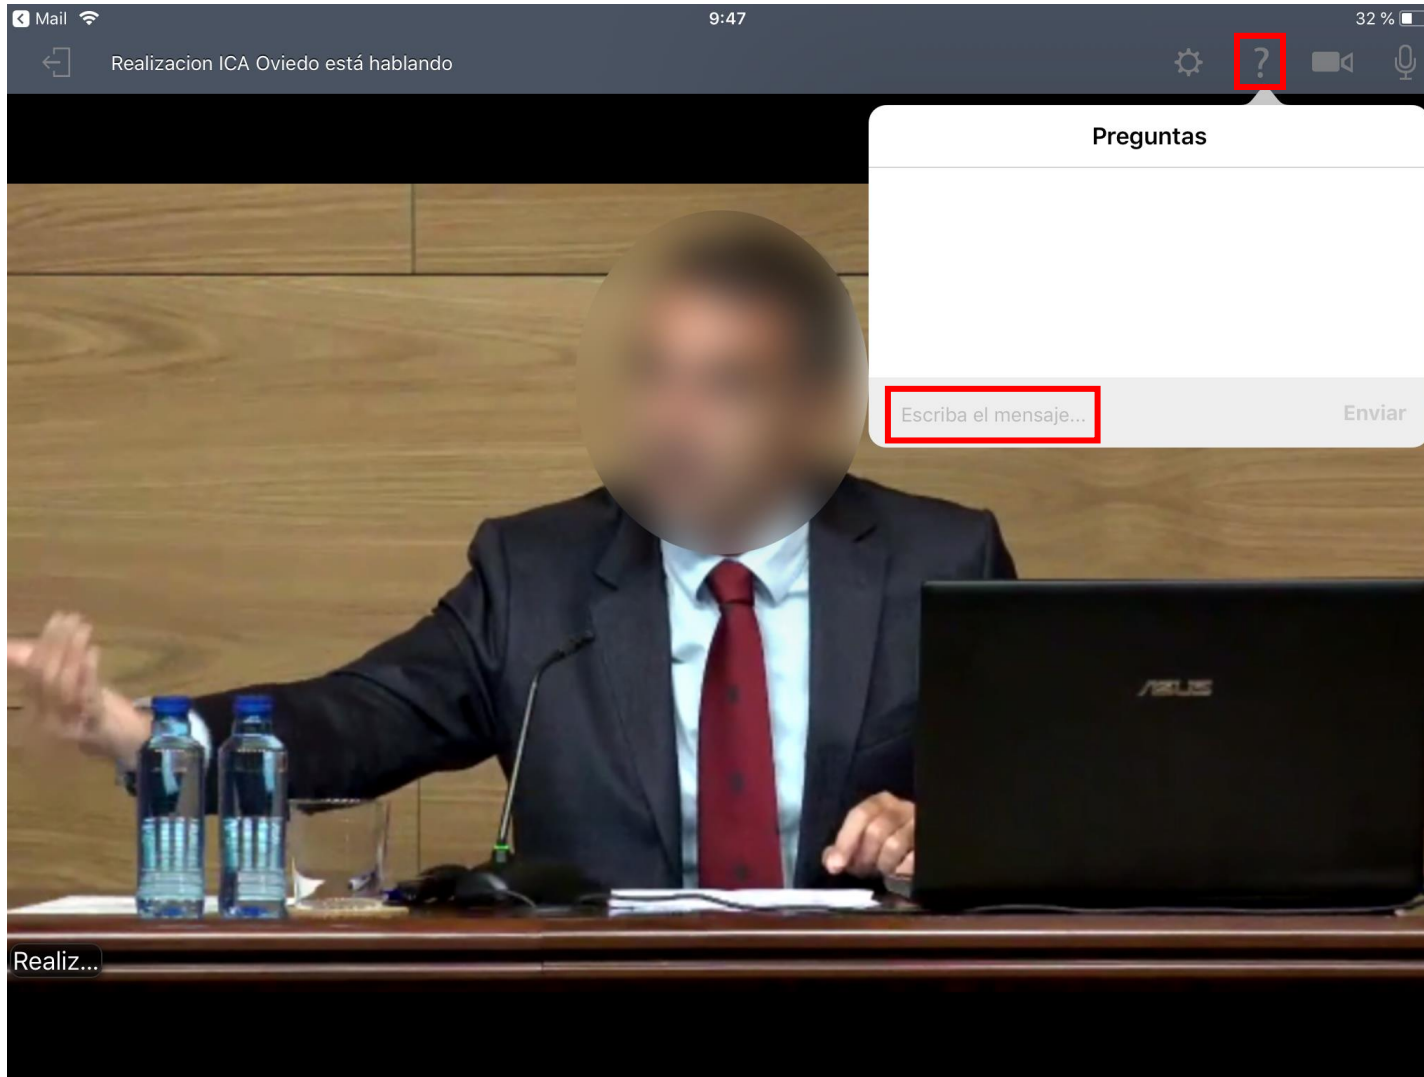 Mail
9:47
32 %
Realizacion ICA Oviedo está hablando
?
Preguntas
Escriba el mensaje...
Enviar
ASUS
Realiz...